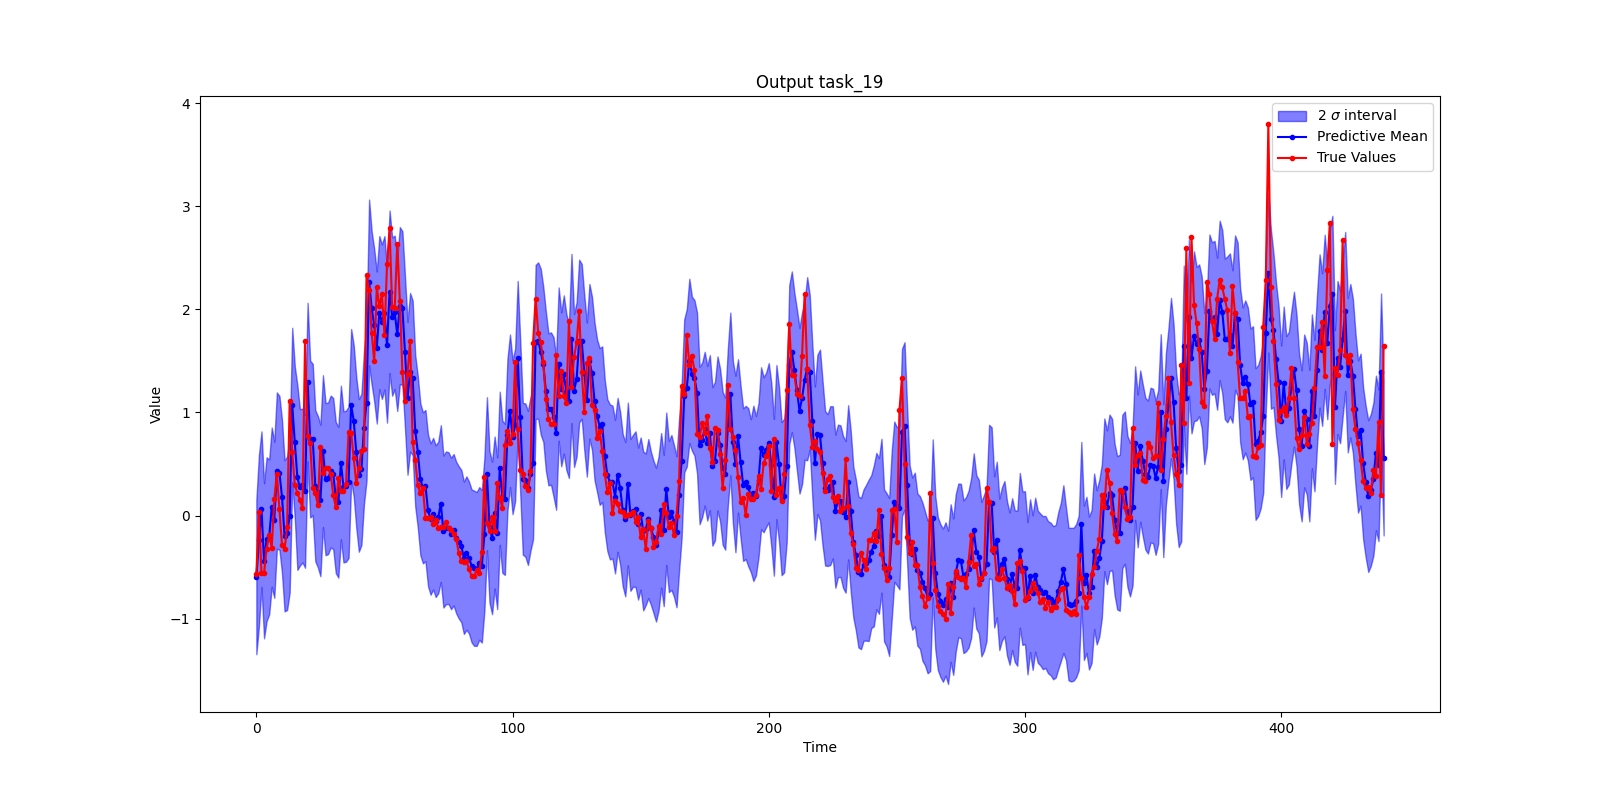 Output task_19
2 σ interval
Predictive Mean
True Values
Value
4
3
2
1
0
−1
0 100 200 300 400
Time